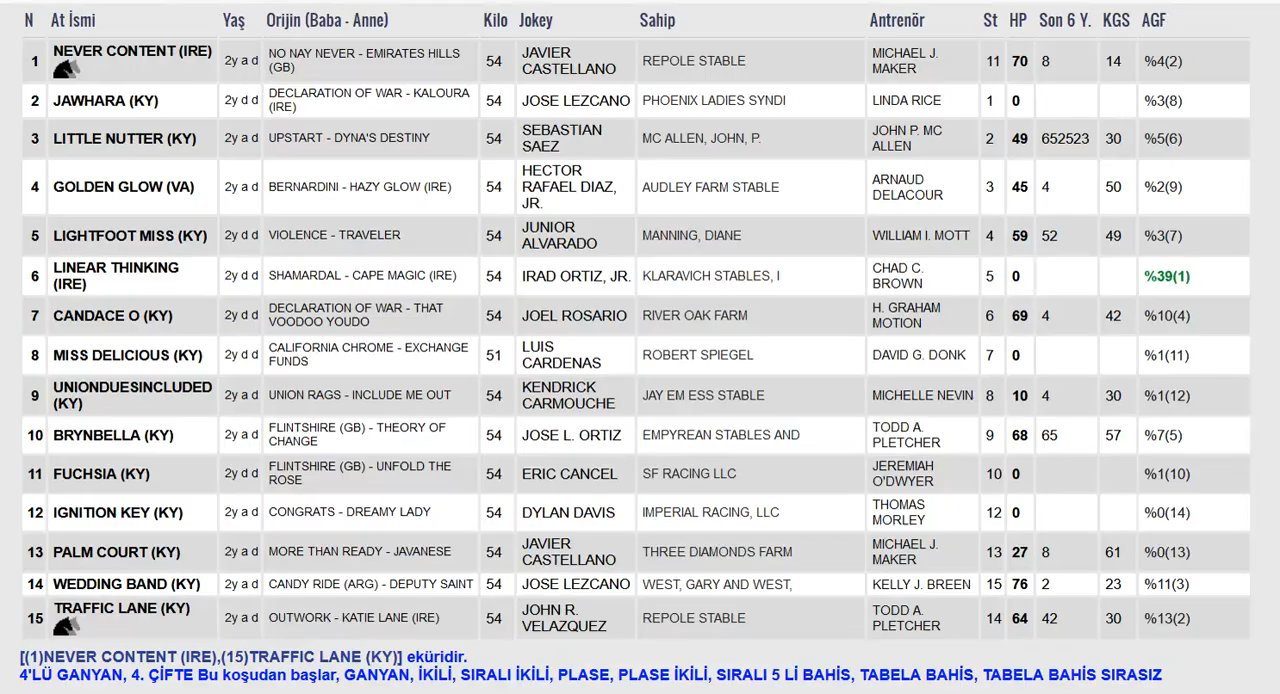 N At İsmi Yaş Orijin (Baba - Anne) Kilo Jokey Sahip Antrenör St HP Son 6 Y. KGS AGF
1 NEVER CONTENT (IRE) 2y a d NO NAY NEVER - EMIRATES HILLS (GB) 54 JAVIER CASTELLANO REPOLE STABLE MICHAEL J. MAKER 11 70 8 14 %4(2)
2 JAWHARA (KY) 2y d d DECLARATION OF WAR - KALOURA (IRE) 54 JOSE LEZCANO PHOENIX LADIES SYNDI LINDA RICE 1 0 %3(8)
3 LITTLE NUTTER (KY) 2y a d UPSTART - DYNA'S DESTINY 54 SEBASTIAN SAEZ MC ALLEN, JOHN, P. JOHN P. MC ALLEN 2 49 652523 30 %5(6)
4 GOLDEN GLOW (VA) 2y a d BERNARDINI - HAZY GLOW (IRE) 54 HECTOR RAFAEL DIAZ, JR. AUDLEY FARM STABLE ARNAUD DELACOUR 3 45 4 50 %2(9)
5 LIGHTFOOT MISS (KY) 2y d d VIOLENCE - TRAVELER 54 JUNIOR ALVARADO MANNING, DIANE WILLIAM I. MOTT 4 59 52 49 %3(7)
6 LINEAR THINKING (IRE) 2y d d SHAMARDAL - CAPE MAGIC (IRE) 54 IRAD ORTIZ, JR. KLARAVICH STABLES, I CHAD C. BROWN 5 0 %39(1)
7 CANDACE O (KY) 2y d d DECLARATION OF WAR - THAT VOODOO YOUDO 54 JOEL ROSARIO RIVER OAK FARM H. GRAHAM MOTION 6 69 4 42 %10(4)
8 MISS DELICIOUS (KY) 2y d d CALIFORNIA CHROME - EXCHANGE FUNDS 51 LUIS CARDENAS ROBERT SPIEGEL DAVID G. DONK 7 0 %1(11)
9 UNIONDUESINCLUDED (KY) 2y a d UNION RAGS - INCLUDE ME OUT 54 KENDRICK CARMOUCHE JAY EM ESS STABLE MICHELLE NEVIN 8 10 4 30 %1(12)
10 BRYNBELLA (KY) 2y a d FLINTSHIRE (GB) - THEORY OF CHANGE 54 JOSE L. ORTIZ EMPYREAN STABLES AND TODD A. PLETCHER 9 68 65 57 %7(5)
11 FUCHSIA (KY) 2y d d FLINTSHIRE (GB) - UNFOLD THE ROSE 54 ERIC CANCEL SF RACING LLC JEREMIAH O'DWYER 10 0 %1(10)
12 IGNITION KEY (KY) 2y a d CONGRATS - DREAMY LADY 54 DYLAN DAVIS IMPERIAL RACING, LLC THOMAS MORLEY 12 0 %0(14)
13 PALM COURT (KY) 2y a d MORE THAN READY - JAVANESE 54 JAVIER CASTELLANO THREE DIAMONDS FARM MICHAEL J. MAKER 13 27 8 61 %0(13)
14 WEDDING BAND (KY) 2y a d CANDY RIDE (ARG) - DEPUTY SAINT 54 JOSE LEZCANO WEST, GARY AND WEST, KELLY J. BREEN 15 76 2 23 %11(3)
15 TRAFFIC LANE (KY) 2y a d OUTWORK - KATIE LANE (IRE) 54 JOHN R. VELAZQUEZ REPOLE STABLE TODD A. PLETCHER 14 64 42 30 %13(2)
[(1)NEVER CONTENT (IRE),(15)TRAFFIC LANE (KY)] eküridir.
4'LÜ GANYAN, 4. ÇİFTE Bu koşudan başlar, GANYAN, İKİLİ, SIRALI İKİLİ, PLASE, PLASE İKİLİ, SIRALI 5 Lİ BAHİS, TABELA BAHİS, TABELA BAHİS SIRASIZ